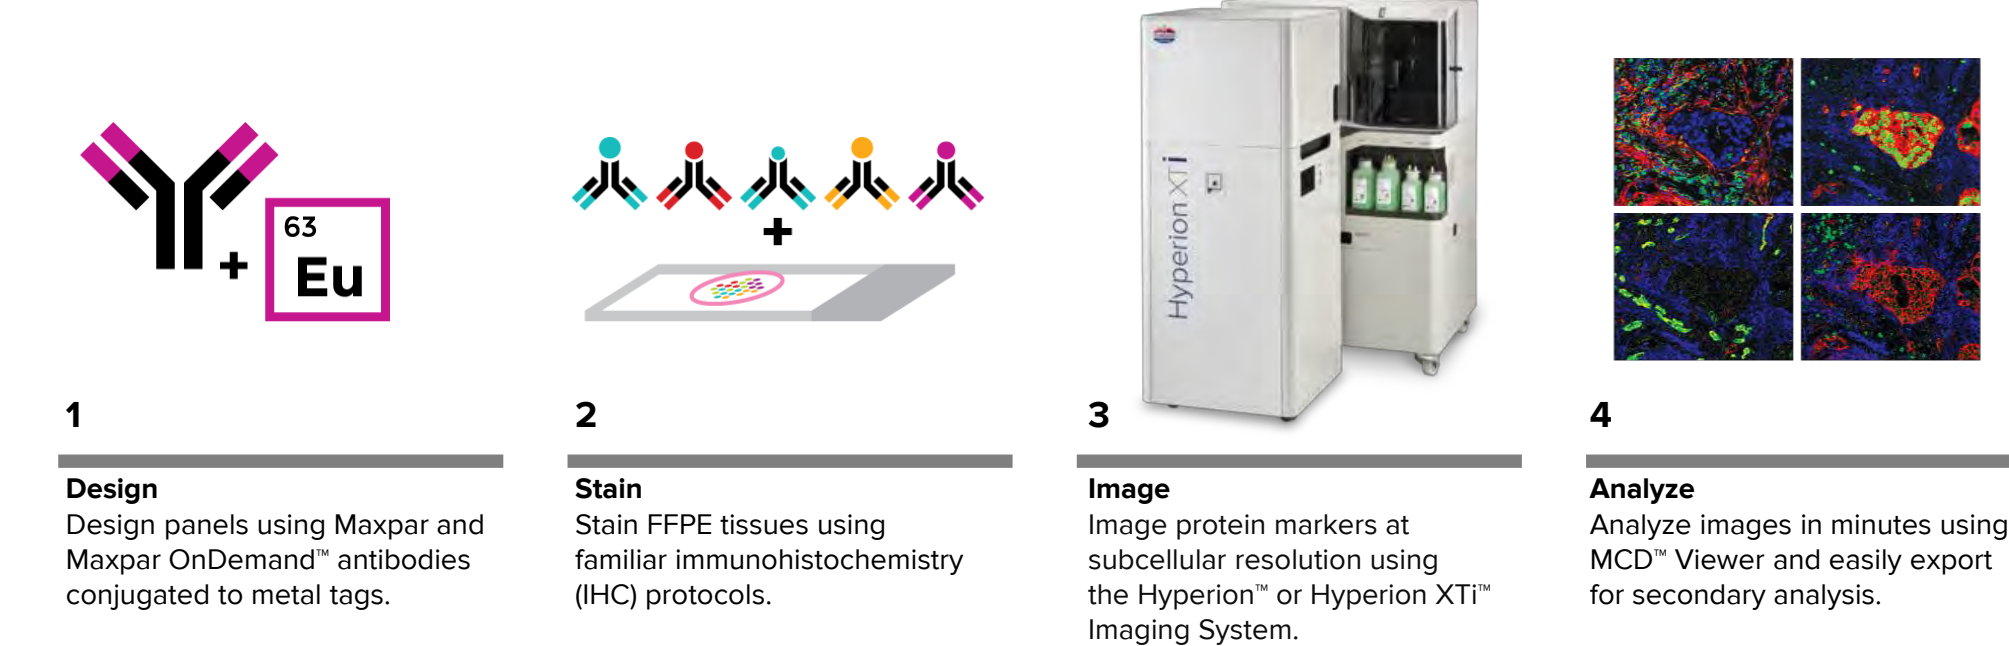 63
Eu
+
+
Hyperion XTi
1
2
3
4
Design
Design panels using Maxpar and
Maxpar OnDemand™ antibodies
conjugated to metal tags.
Stain
Stain FFPE tissues using
familiar immunohistochemistry
(IHC) protocols.
Image
Image protein markers at
subcellular resolution using
the Hyperion™ or Hyperion XTi™
Imaging System.
Analyze
Analyze images in minutes using
MCD™ Viewer and easily export
for secondary analysis.